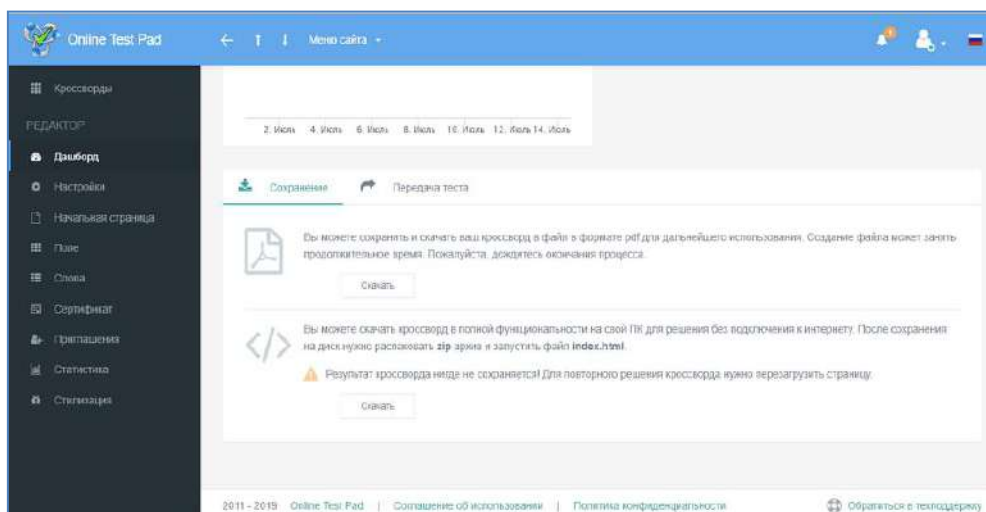 Online Test Pad
Меню сайта
Кроссворды
РЕДАКТОР
Дашборд
Настройки
Начальная страница
Поле
Слова
Сертификат
Приглашения
Статистика
Стилизация
2. Июль 4. Июль 6. Июль 8. Июль 10. Июль 12. Июль 14. Июль
Сохранение Передача теста
Вы можете сохранить и скачать ваш кроссворд в файл в формате pdf для дальнейшего использования. Создание файла может занять
продолжительное время. Пожалуйста, дождитесь окончания процесса.
Скачать
Вы можете скачать кроссворд в полной функциональности на свой ПК для решения без подключения к интернету. После сохранения
на диск нужно распаковать zip архив и запустить файл index.html.
Результат кроссворда нигде не сохраняется! Для повторного решения кроссворда нужно перезагрузить страницу.
Скачать
2011 - 2019 Online Test Pad | Соглашение об использовании | Политика конфиденциальности Обратиться в техподдержку